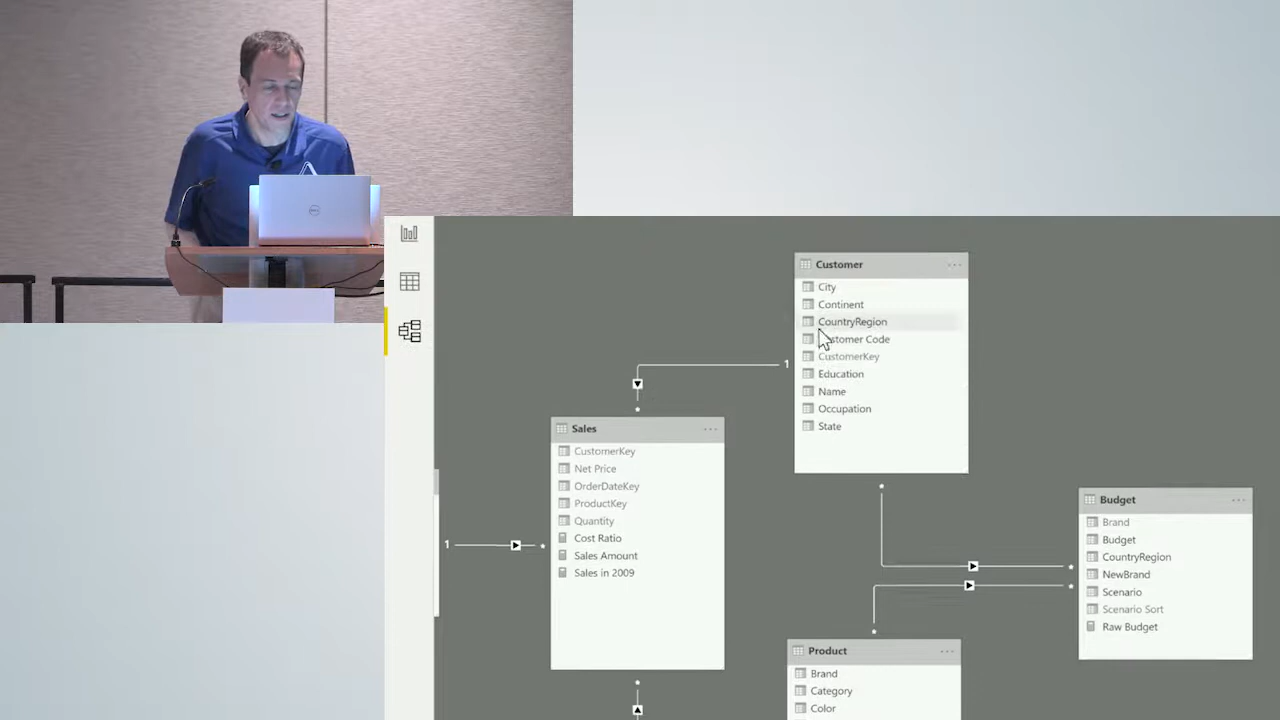 DELL
Customer
City
Continent
CountryRegion
stomer Code
CustomerKey
Education
Name
Occupation
State
1
*
Sales
CustomerKey
Net Price
OrderDateKey
ProductKey
Quantity
Cost Ratio
Sales Amount
Sales in 2009
1
*
*
*
*
*
*
Budget
Brand
Budget
CountryRegion
NewBrand
Scenario
Scenario Sort
Raw Budget
Product
Brand
Category
Color